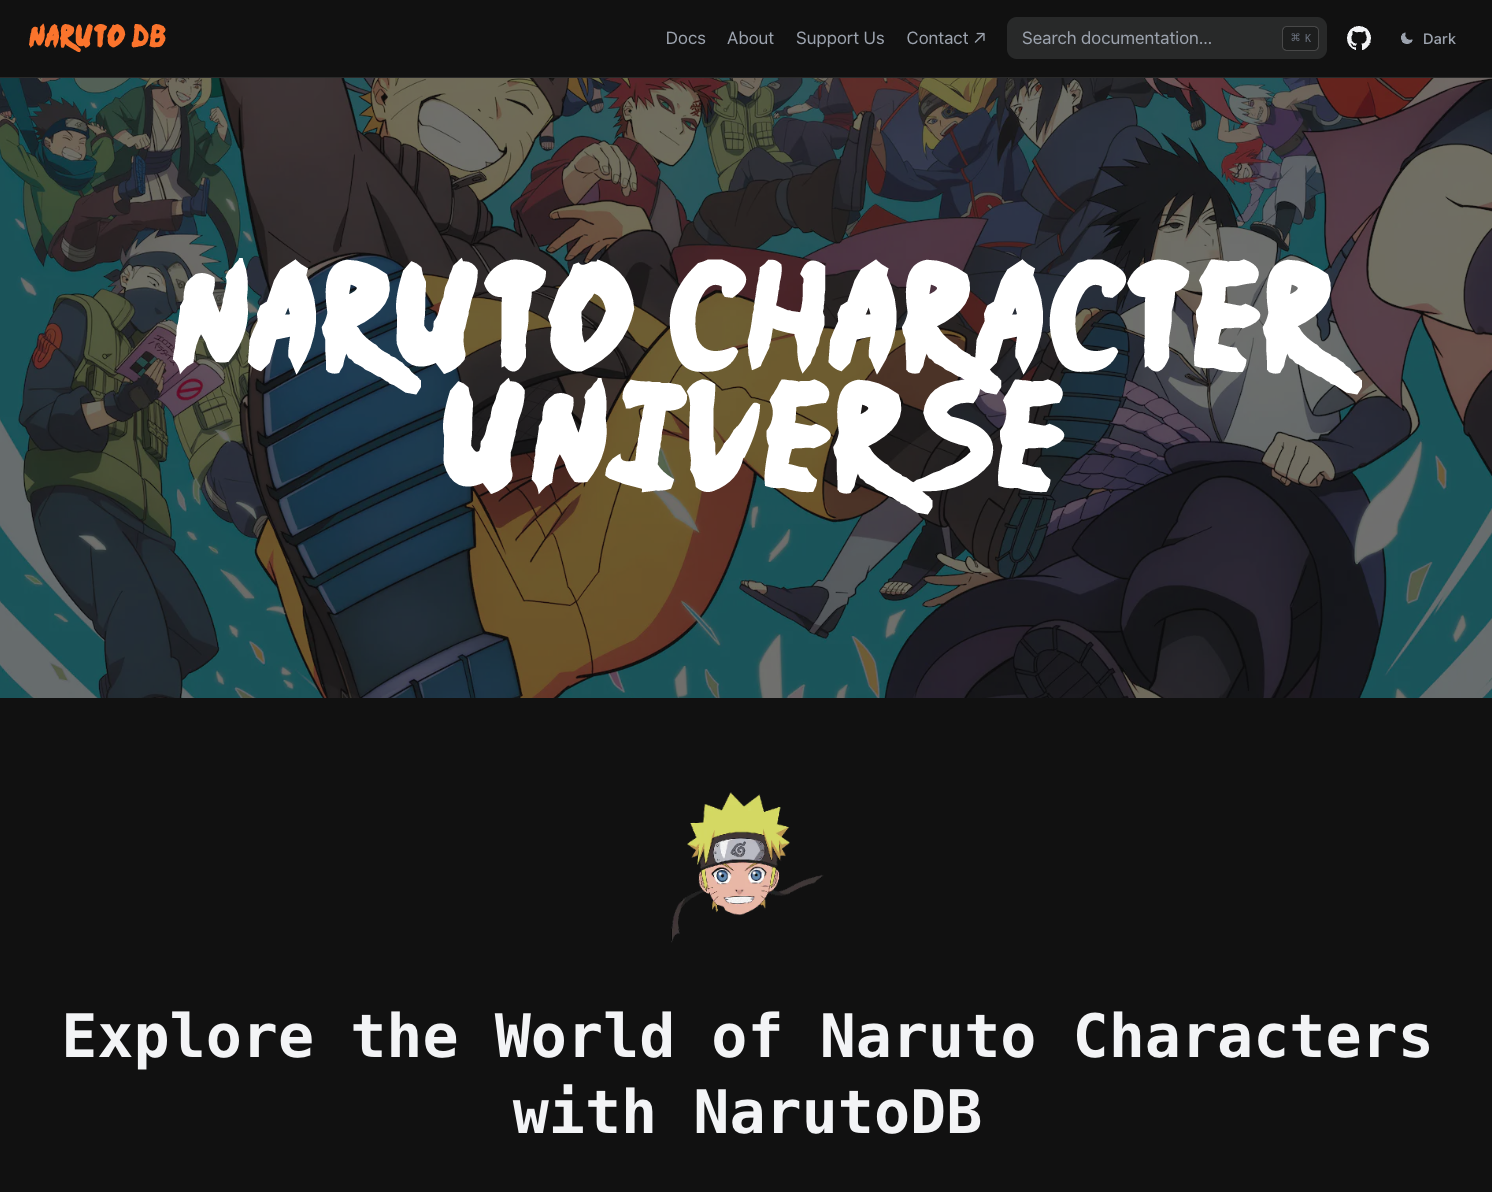 NARUTO DB
Docs
About
Support Us
Contact ↗
Search documentation...
⌘ K
Dark
NARUTO CHARACTER
UNIVERSE
Explore the World of Naruto Characters
with NarutoDB